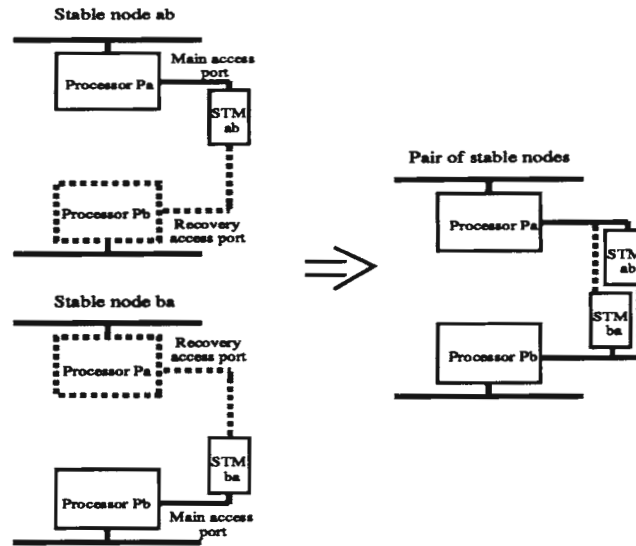 Stable node ab
Main access
port
Processor Pa
STM
ab
Processor Pb
Recovery
access port
Stable node ba
Recovery
access port
Processor Pa
STM
ba
Processor Pb
Main access
port
Pair of stable nodes
Processor Pa
STM
ab
STM
ba
Processor Pb